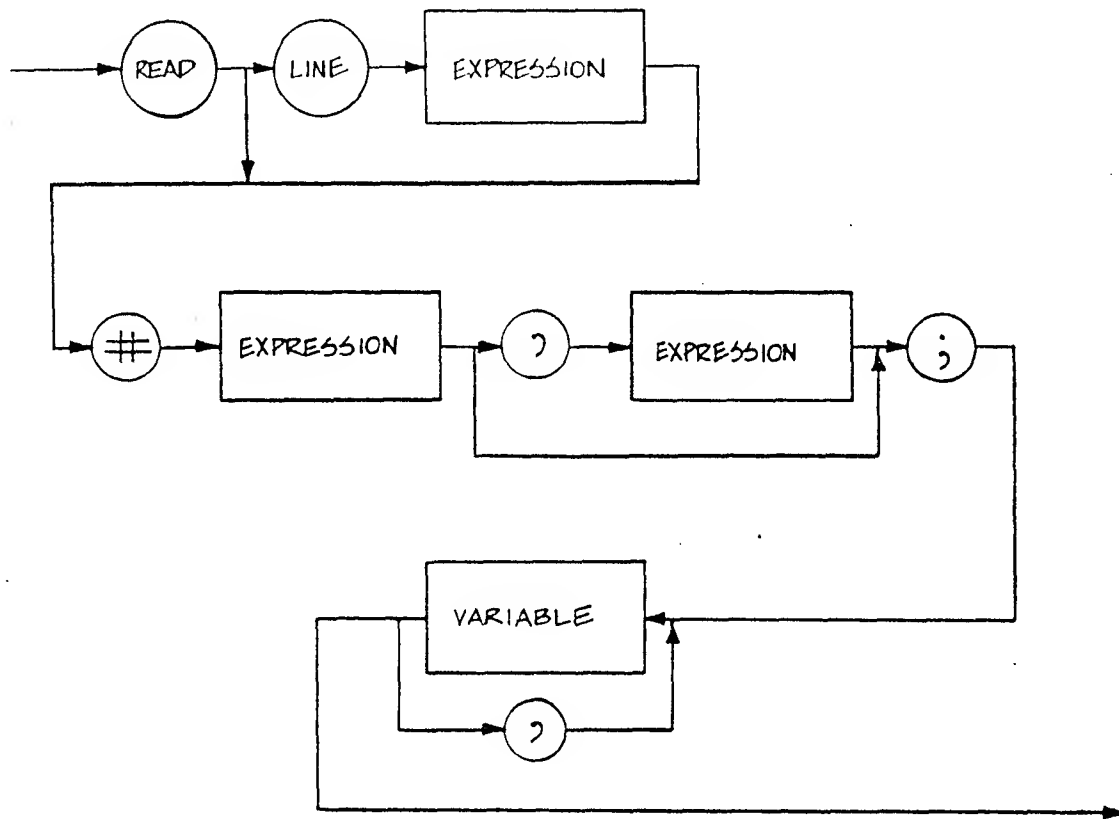 READ LINE EXPRESSION
# EXPRESSION , EXPRESSION ;
VARIABLE
,